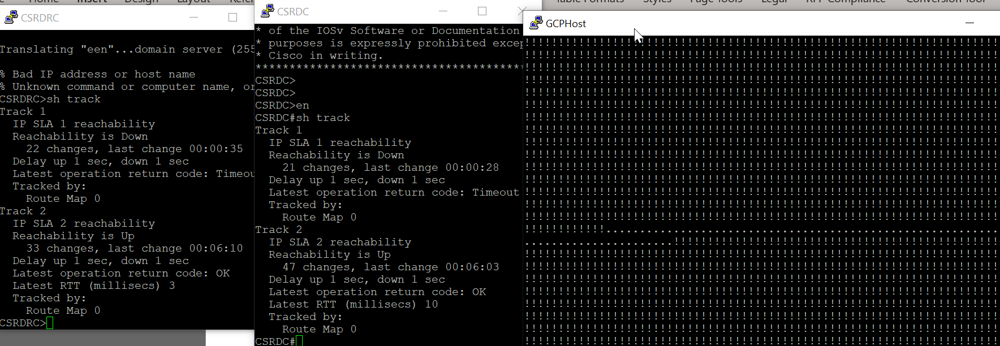 Insert Design Layout
Table Formats Styles Page Tools Legal RFP Compliance Conversion Tool
CSRDRC
Translating "een"...domain server (255
% Bad IP address or host name
% Unknown command or computer name, or
CSRDRC>sh track
Track 1
IP SLA 1 reachability
Reachability is Down
22 changes, last change 00:00:35
Delay up 1 sec, down 1 sec
Latest operation return code: Timeou
Tracked by:
Route Map 0
Track 2
IP SLA 2 reachability
Reachability is Up
33 changes, last change 00:06:10
Delay up 1 sec, down 1 sec
Latest operation return code: OK
Latest RTT (millisecs) 3
Tracked by:
Route Map 0
CSRDRC>
CSRDC
* of the IOSv Software or Documentation
* purposes is expressly prohibited excep
* Cisco in writing.
****************************************
CSRDC>
CSRDC>
CSRDC>en
CSRDC#sh track
Track 1
IP SLA 1 reachability
Reachability is Down
21 changes, last change 00:00:28
Delay up 1 sec, down 1 sec
Latest operation return code: Timeout
Tracked by:
Route Map 0
Track 2
IP SLA 2 reachability
Reachability is Up
47 changes, last change 00:06:03
Delay up 1 sec, down 1 sec
Latest operation return code: OK
Latest RTT (millisecs) 10
Tracked by:
Route Map 0
CSRDC#
GCPHost